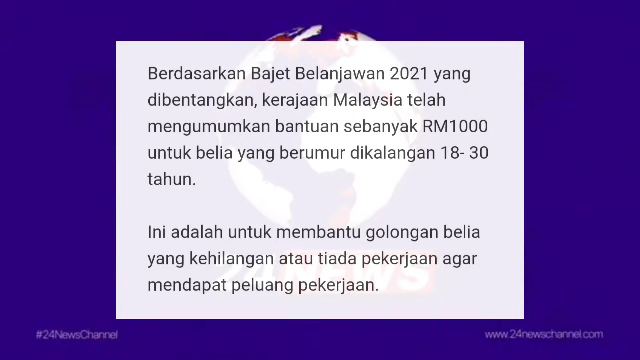 Berdasarkan Bajet Belanjawan 2021 yang
dibentangkan, kerajaan Malaysia telah
mengumumkan bantuan sebanyak RM1000
untuk belia yang berumur dikalangan 18- 30
tahun.
Ini adalah untuk membantu golongan belia
yang kehilangan atau tiada pekerjaan agar
mendapat peluang pekerjaan.
24 NEWS
#24NewsChannel
www.24newschannel.com